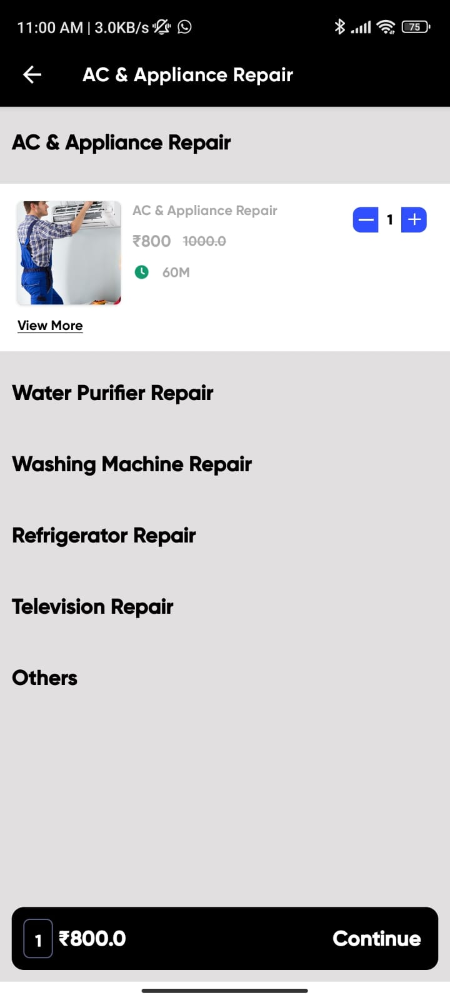 11:00 AM | 3.0KB/s
75
AC & Appliance Repair
AC & Appliance Repair
AC & Appliance Repair
1
₹800 1000.0
60M
View More
Water Purifier Repair
Washing Machine Repair
Refrigerator Repair
Television Repair
Others
1 ₹800.0 Continue